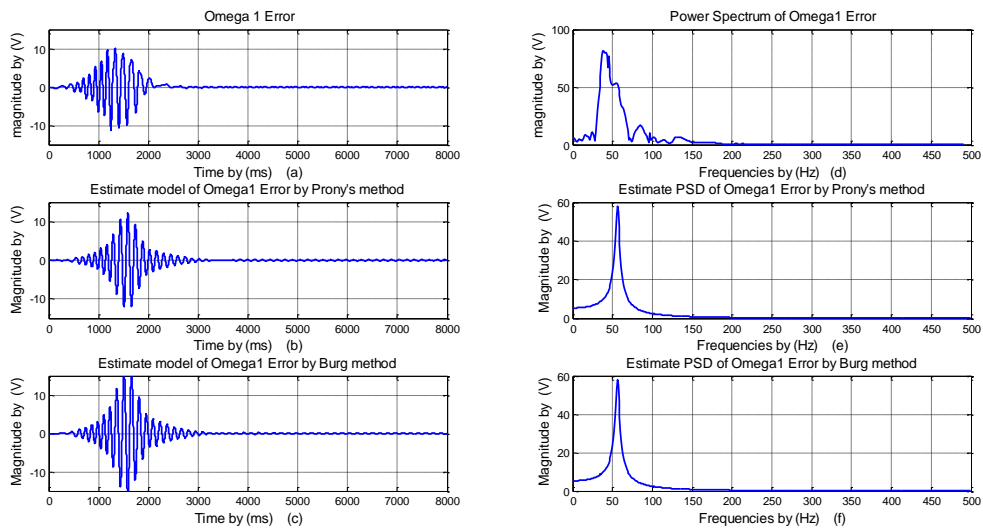 Omega 1 Error
magnitude by (V)
10
0
-10
0 1000 2000 3000 4000 5000 6000 7000 8000
Time by (ms) (a)
Estimate model of Omega1 Error by Prony's method
Magnitude by (V)
10
0
-10
0 1000 2000 3000 4000 5000 6000 7000 8000
Time by (ms) (b)
Estimate model of Omega1 Error by Burg method
Magnitude by (V)
10
0
-10
0 1000 2000 3000 4000 5000 6000 7000 8000
Time by (ms) (c)
Power Spectrum of Omega1 Error
magnitude by (V)
100
50
0
0 50 100 150 200 250 300 350 400 450 500
Frequencies by (Hz) (d)
Estimate PSD of Omega1 Error by Prony's method
Magnitude by (V)
60
40
20
0
0 50 100 150 200 250 300 350 400 450 500
Frequencies by (Hz) (e)
Estimate PSD of Omega1 Error by Burg method
Magnitude by (V)
60
40
20
0
0 50 100 150 200 250 300 350 400 450 500
Frequencies by (Hz) (f)